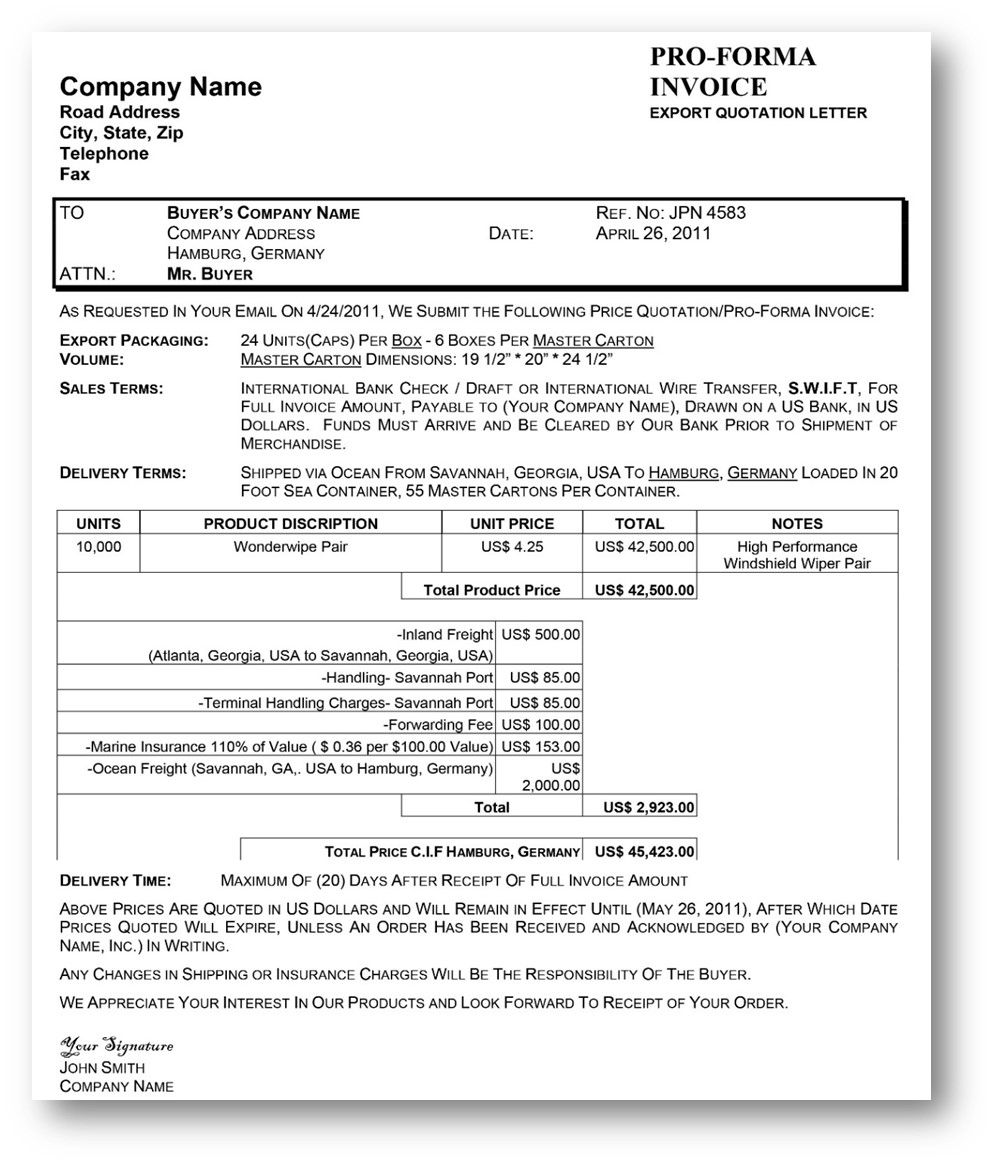 PRO-FORMA
INVOICE
EXPORT QUOTATION LETTER
Company Name
Road Address
City, State, Zip
Telephone
Fax
TO BUYER'S COMPANY NAME REF. NO: JPN 4583
COMPANY ADDRESS DATE: APRIL 26, 2011
HAMBURG, GERMANY
ATTN.: MR. BUYER
AS REQUESTED IN YOUR EMAIL ON 4/24/2011, WE SUBMIT THE FOLLOWING PRICE QUOTATION/PRO-FORMA INVOICE:
EXPORT PACKAGING: 24 UNITS(CAPS) PER BOX - 6 BOXES PER MASTER CARTON
VOLUME: MASTER CARTON DIMENSIONS: 19 1/2" * 20" * 24 1/2"
SALES TERMS: INTERNATIONAL BANK CHECK / DRAFT OR INTERNATIONAL WIRE TRANSFER, S.W.I.F.T, FOR
FULL INVOICE AMOUNT, PAYABLE TO (YOUR COMPANY NAME), DRAWN ON A US BANK, IN US
DOLLARS. FUNDS MUST ARRIVE AND BE CLEARED BY OUR BANK PRIOR TO SHIPMENT OF
MERCHANDISE.
DELIVERY TERMS: SHIPPED VIA OCEAN FROM SAVANNAH, GEORGIA, USA TO HAMBURG, GERMANY LOADED IN 20
FOOT SEA CONTAINER, 55 MASTER CARTONS PER CONTAINER.
UNITS PRODUCT DISCRIPTION UNIT PRICE TOTAL NOTES
10,000 Wonderwipe Pair US$ 4.25 US$ 42,500.00 High Performance
Windshield Wiper Pair
Total Product Price US$ 42,500.00
-Inland Freight US$ 500.00
(Atlanta, Georgia, USA to Savannah, Georgia, USA)
-Handling- Savannah Port US$ 85.00
-Terminal Handling Charges- Savannah Port US$ 85.00
-Forwarding Fee US$ 100.00
-Marine Insurance 110% of Value ( $ 0.36 per $100.00 Value) US$ 153.00
-Ocean Freight (Savannah, GA,. USA to Hamburg, Germany) US$
2,000.00
Total US$ 2,923.00
TOTAL PRICE C.I.F HAMBURG, GERMANY US$ 45,423.00
DELIVERY TIME: MAXIMUM OF (20) DAYS AFTER RECEIPT OF FULL INVOICE AMOUNT
ABOVE PRICES ARE QUOTED IN US DOLLARS AND WILL REMAIN IN EFFECT UNTIL (MAY 26, 2011), AFTER WHICH DATE
PRICES QUOTED WILL EXPIRE, UNLESS AN ORDER HAS BEEN RECEIVED AND ACKNOWLEDGED BY (YOUR COMPANY
NAME, INC.) IN WRITING.
ANY CHANGES IN SHIPPING OR INSURANCE CHARGES WILL BE THE RESPONSIBILITY OF THE BUYER.
WE APPRECIATE YOUR INTEREST IN OUR PRODUCTS AND LOOK FORWARD TO RECEIPT OF YOUR ORDER.
Your Signature
JOHN SMITH
COMPANY NAME